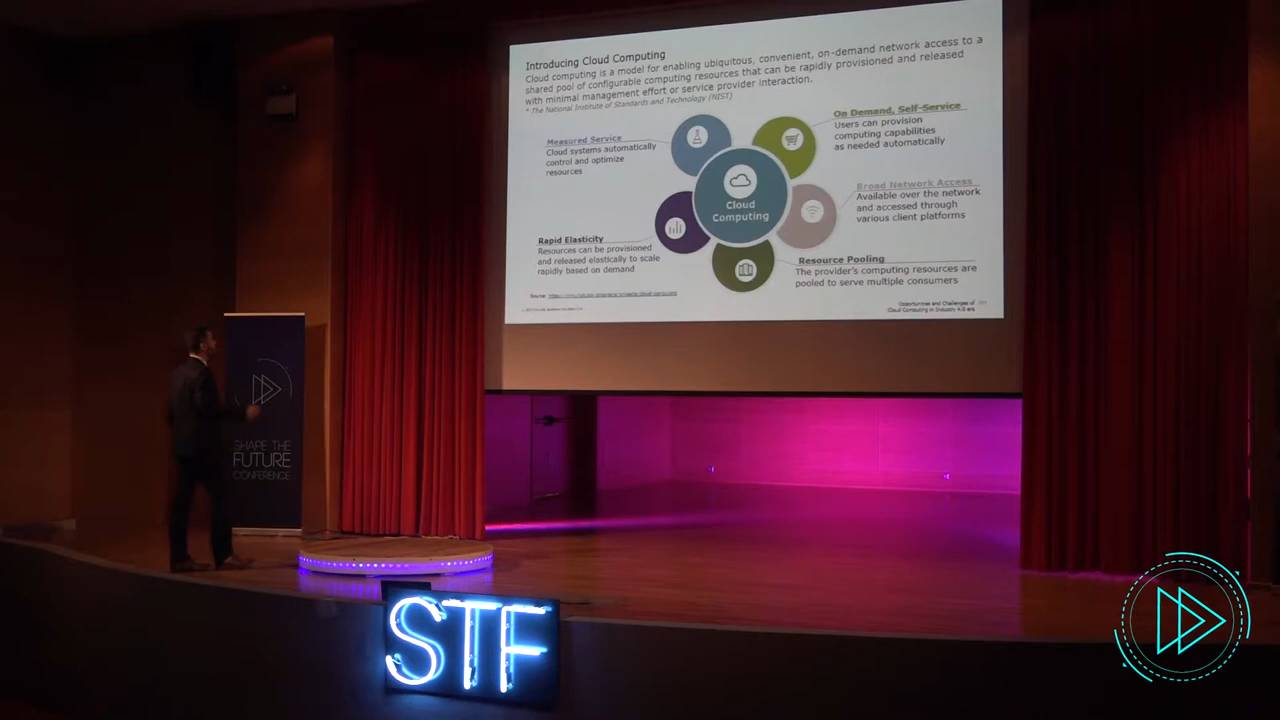 Introducing Cloud Computing
Cloud computing is a model for enabling ubiquitous, convenient, on-demand network access to a
shared pool of configurable computing resources that can be rapidly provisioned and released
with minimal management effort or service provider interaction.
* The National Institute of Standards and Technology (NIST)
Measured Service
Cloud systems automatically
control and optimize
resources
On Demand, Self-Service
Users can provision
computing capabilities
as needed automatically
Broad Network Access
Available over the network
and accessed through
various client platforms
Cloud
Computing
Rapid Elasticity
Resources can be provisioned
and released elastically to scale
rapidly based on demand
Resource Pooling
The provider's computing resources are
pooled to serve multiple consumers
Source:
Opportunities and Challenges of
Cloud Computing in Industry 4.0 era
SHAPE THE
FUTURE
CONFERENCE
STF